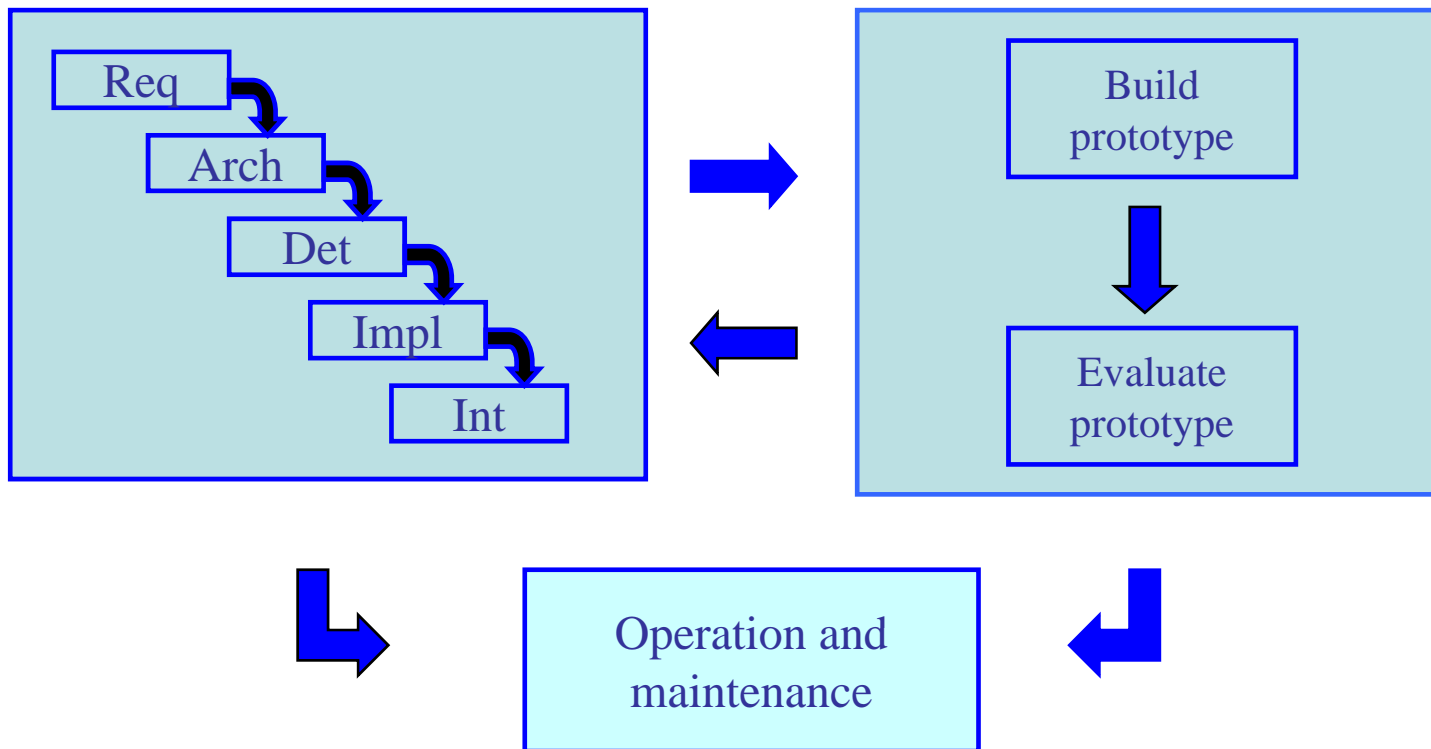 Req
Arch
Det
Impl
Int
Build
prototype
Evaluate
prototype
Operation and
maintenance